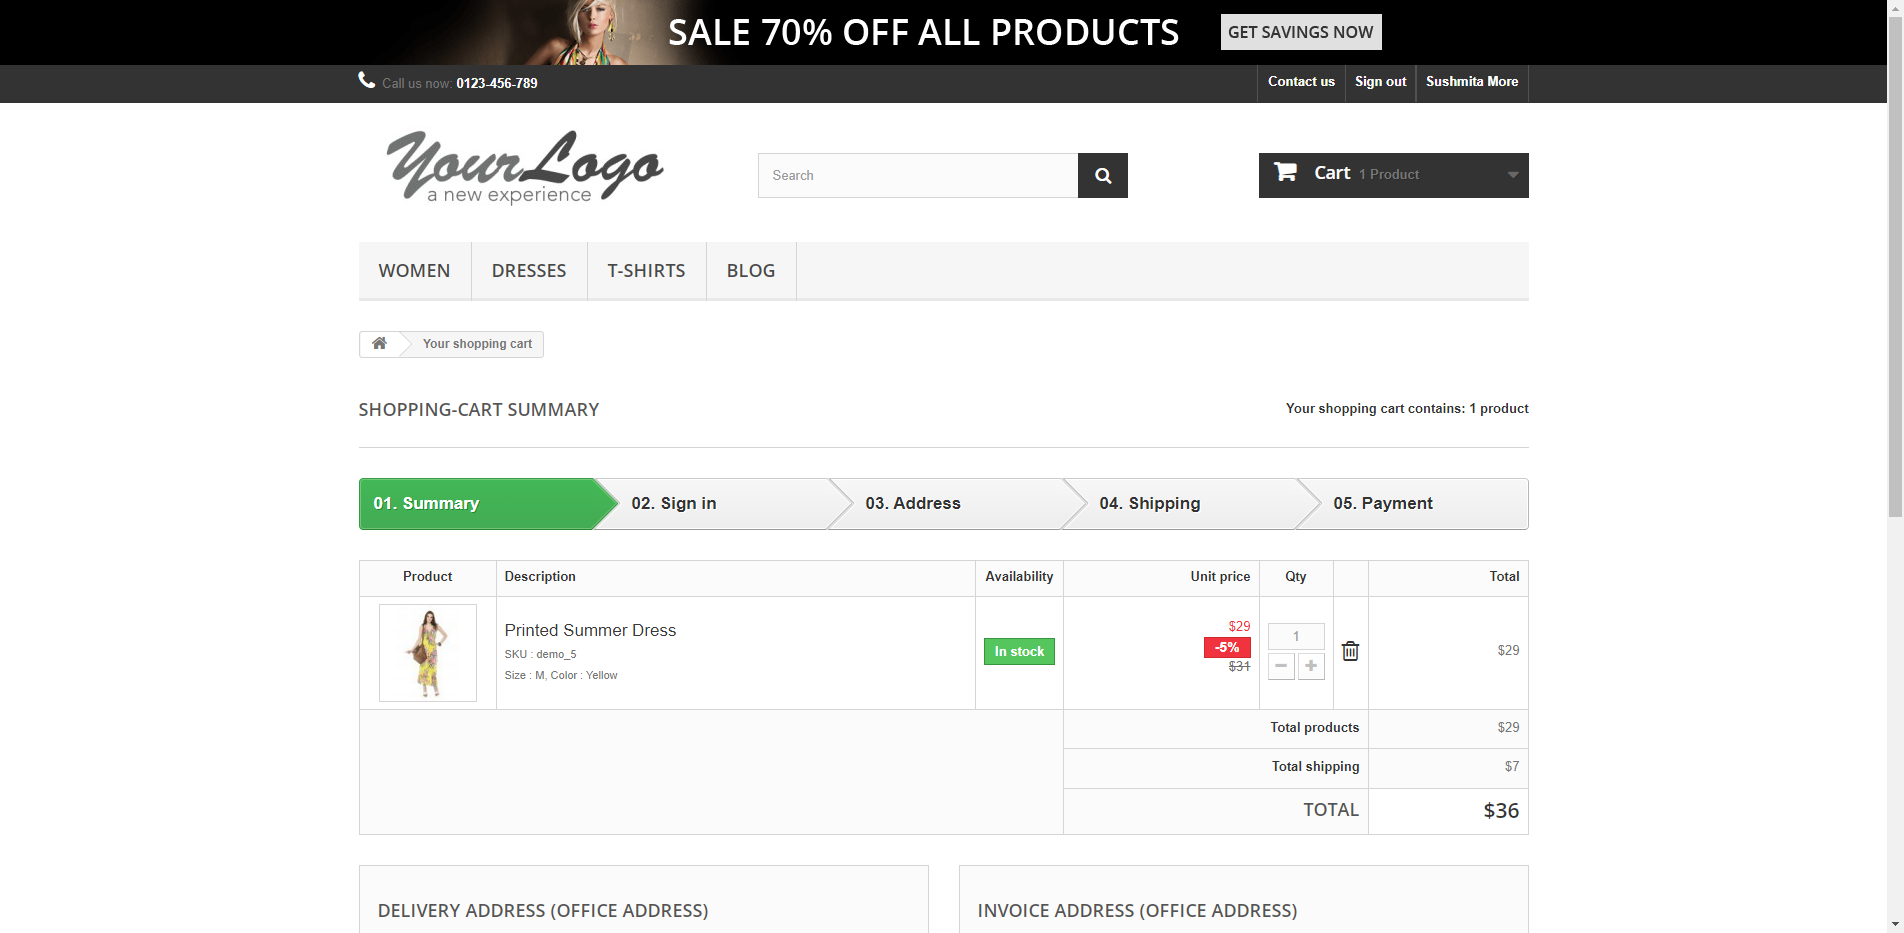 SALE 70% OFF ALL PRODUCTS
GET SAVINGS NOW
Call us now: 0123-456-789
Contact us
Sign out
Sushmita More
YourLogo
a new experience
Search
Cart 1 Product
WOMEN
DRESSES
T-SHIRTS
BLOG
Your shopping cart
SHOPPING-CART SUMMARY
Your shopping cart contains: 1 product
01. Summary
02. Sign in
03. Address
04. Shipping
05. Payment
Product
Description
Availability
Unit price
Qty
Total
Printed Summer Dress
SKU : demo_5
Size : M, Color : Yellow
In stock
$29
-5%
$31
1
$29
Total products
$29
Total shipping
$7
TOTAL
$36
DELIVERY ADDRESS (OFFICE ADDRESS)
INVOICE ADDRESS (OFFICE ADDRESS)